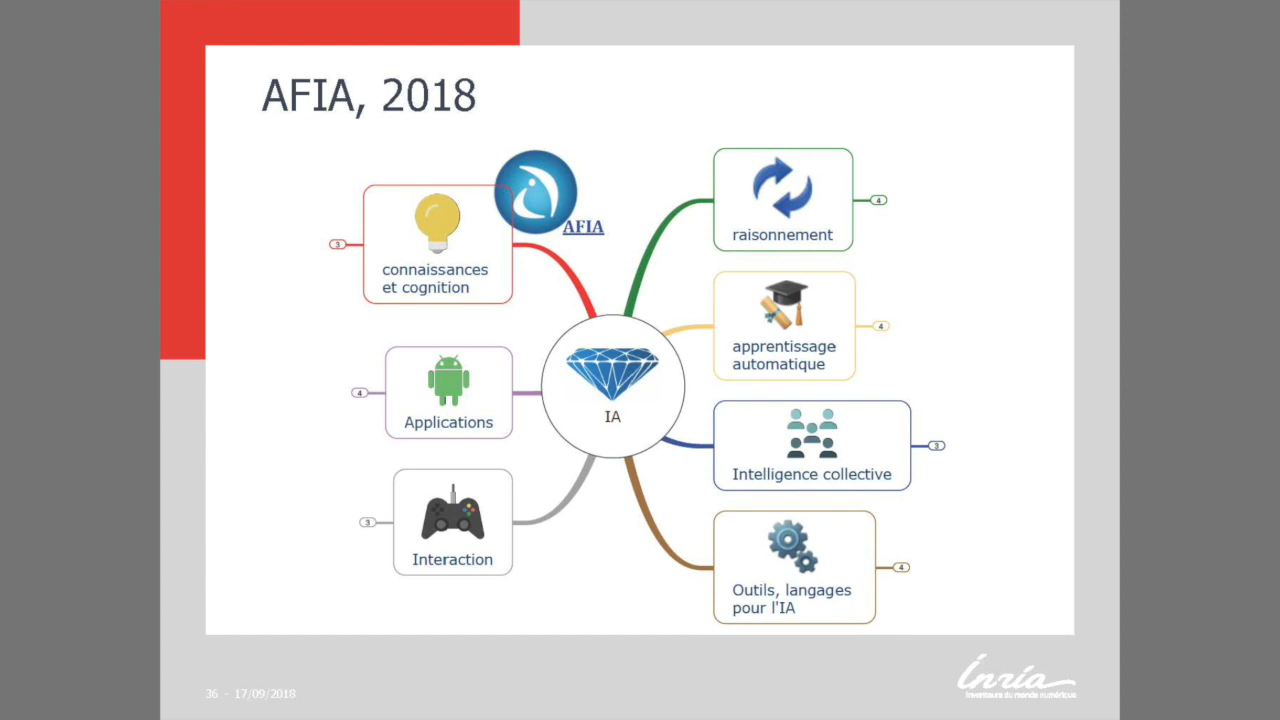 AFIA, 2018
AFIA
connaissances
et cognition
3
Applications
4
Interaction
3
IA
raisonnement
4
apprentissage
automatique
4
Intelligence collective
3
Outils, langages
pour l'IA
4
36 - 17/09/2018
Inria
inventeurs du monde numérique